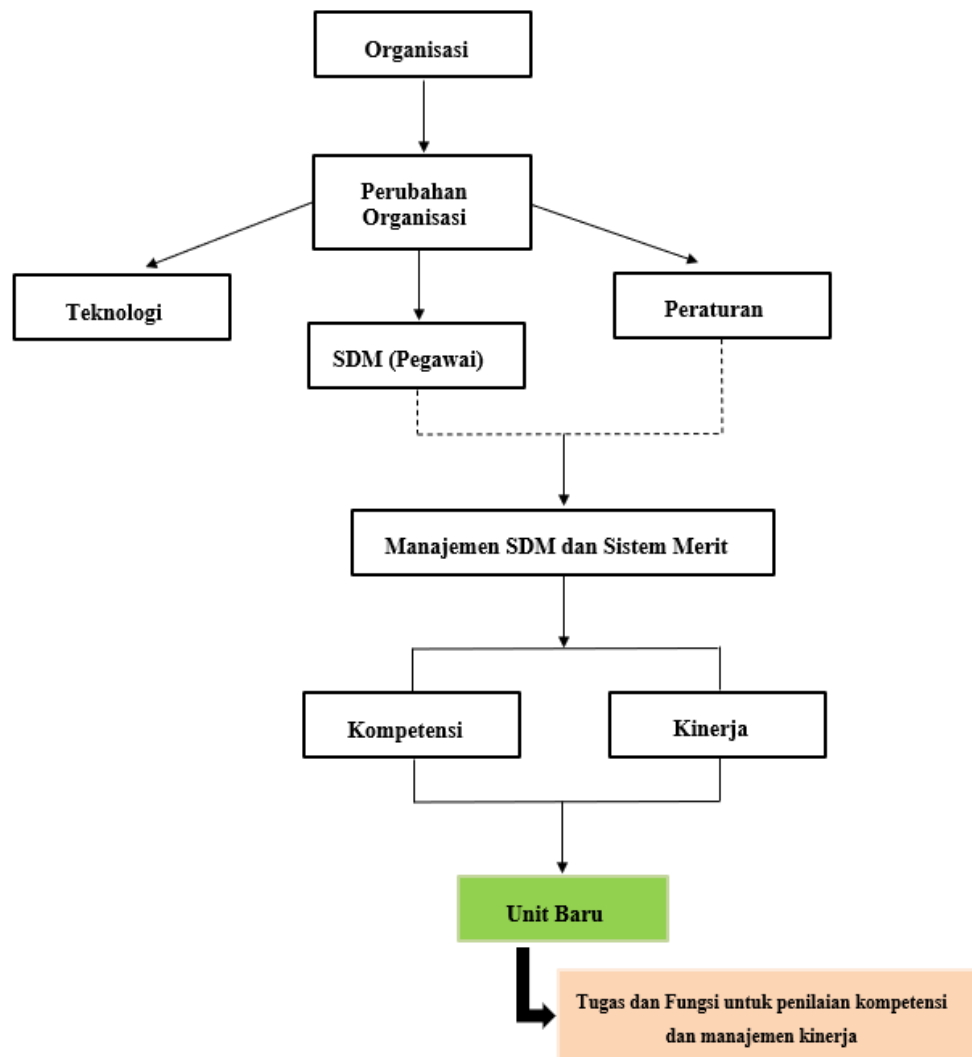 Organisasi
Perubahan
Organisasi
Teknologi
Peraturan
SDM (Pegawai)
Manajemen SDM dan Sistem Merit
Kompetensi
Kinerja
Unit Baru
Tugas dan Fungsi untuk penilaian kompetensi
dan manajemen kinerja